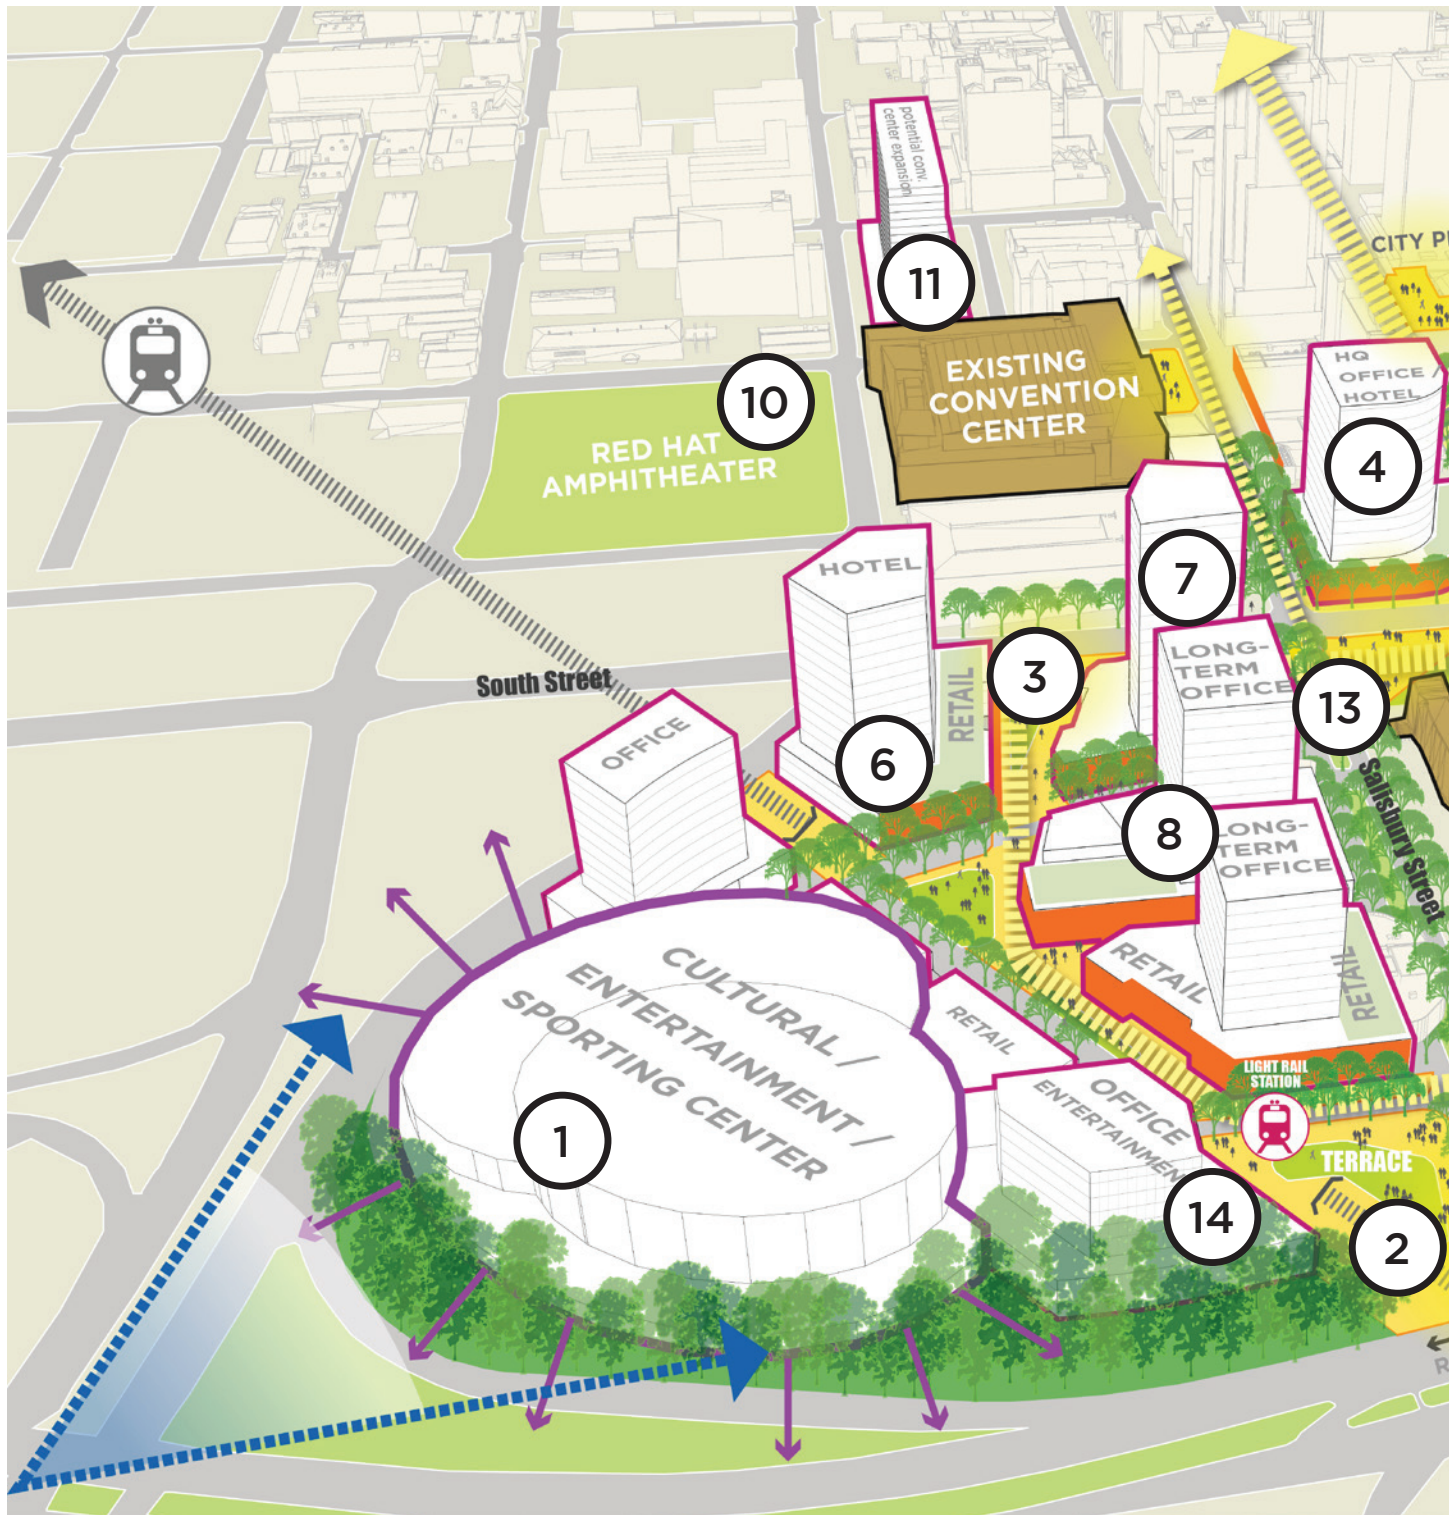 potential conv.
center expansion
11
CITY
EXISTING
CONVENTION
CENTER
HQ
OFFICE /
HOTEL
4
10
RED HAT
AMPHITHEATER
HOTEL
7
LONG-
TERM
OFFICE
3
13
RETAIL
South Street
OFFICE
6
Salisbury Street
8
LONG-
TERM
OFFICE
RETAIL
RETAIL
CULTURAL /
ENTERTAINMENT /
SPORTING CENTER
1
RETAIL
LIGHT RAIL
STATION
OFFICE
ENTERTAINMENT
TERRACE
14
2
R